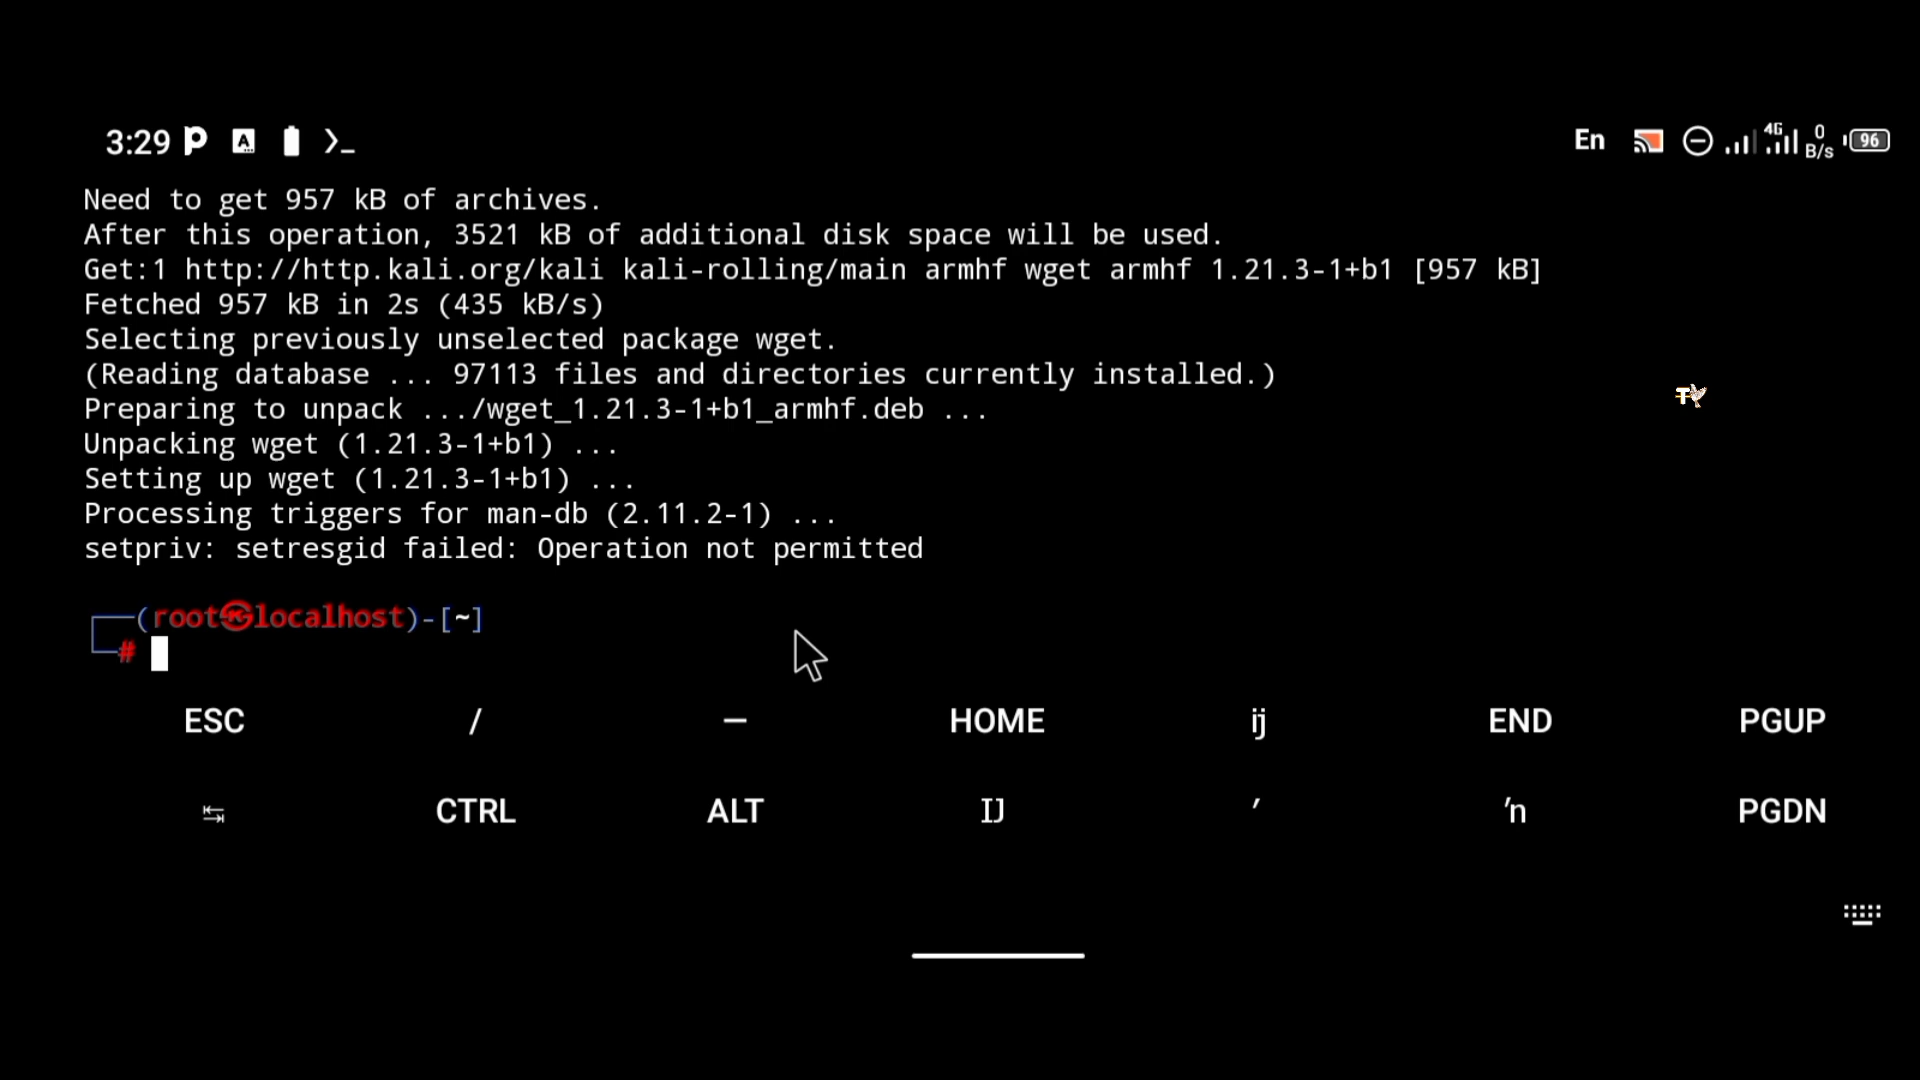 3:29
En
4G
0
B/s
96
Need to get 957 kB of archives.
After this operation, 3521 kB of additional disk space will be used.
Get:1 http://http.kali.org/kali kali-rolling/main armhf wget armhf 1.21.3-1+b1 [957 kB]
Fetched 957 kB in 2s (435 kB/s)
Selecting previously unselected package wget.
(Reading database ... 97113 files and directories currently installed.)
Preparing to unpack .../wget_1.21.3-1+b1_armhf.deb ...
Unpacking wget (1.21.3-1+b1) ...
Setting up wget (1.21.3-1+b1) ...
Processing triggers for man-db (2.11.2-1) ...
setpriv: setresgid failed: Operation not permitted
┌──(root㉿localhost)-[~]
└─#
ESC / — HOME ĳ END PGUP
↹ CTRL ALT Ĳ ′ ŉ PGDN